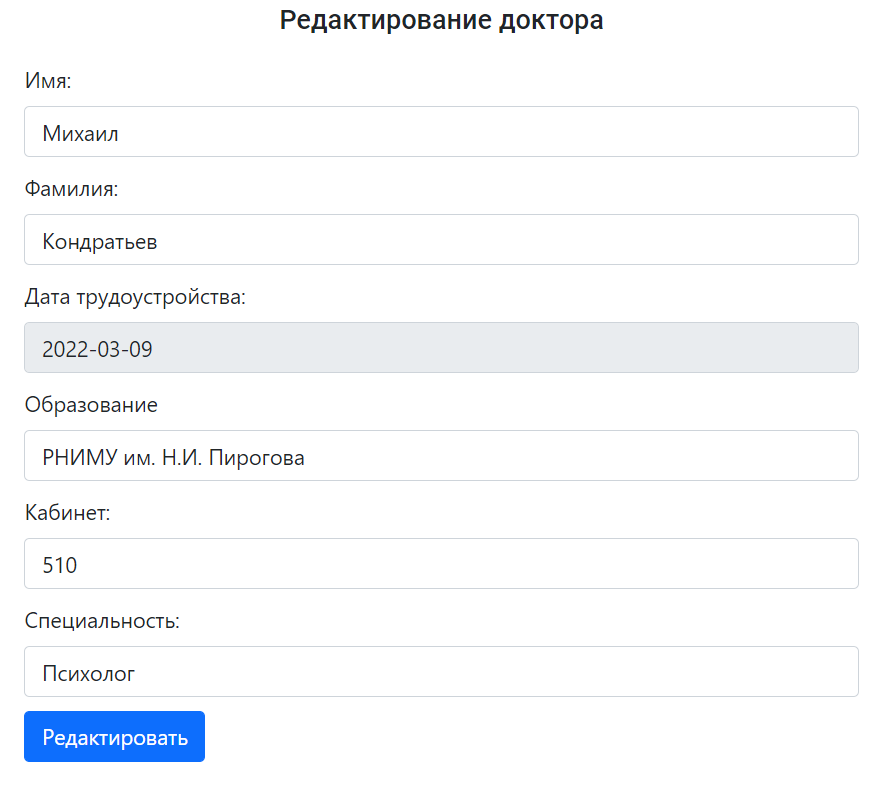 Редактирование доктора
Имя:
Михаил
Фамилия:
Кондратьев
Дата трудоустройства:
2022-03-09
Образование
РНИМУ им. Н.И. Пирогова
Кабинет:
510
Специальность:
Психолог
Редактировать